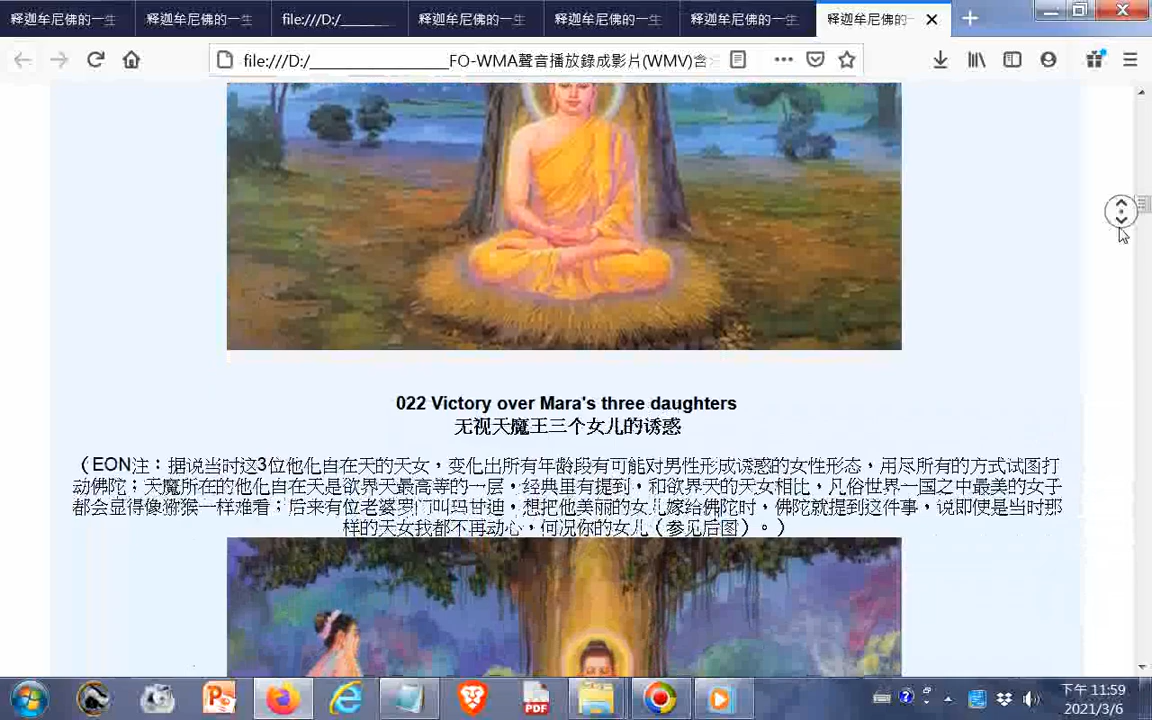 释迦牟尼佛的一生
释迦牟尼佛的一生
file:///D:/______
释迦牟尼佛的一生
释迦牟尼佛的一生
释迦牟尼佛的一生
释迦牟尼佛的一
file:///D:/__________________FO-WMA聲音播放錄成影片(WMV)含
022 Victory over Mara's three daughters
无视天魔王三个女儿的诱惑
（EON注：据说当时这3位他化自在天的天女，变化出所有年龄段有可能对男性形成诱惑的女性形态，用尽所有的方式试图打
动佛陀；天魔所在的他化自在天是欲界天最高等的一层，经典里有提到，和欲界天的天女相比，凡俗世界一国之中最美的女子
都会显得像猕猴一样难看；后来有位老婆罗门叫玛甘迪，想把他美丽的女儿嫁给佛陀时，佛陀就提到这件事，说即使是当时那
样的天女我都不再动心，何况你的女儿（参见后图）。）
PDF
下午 11:59
2021/3/6